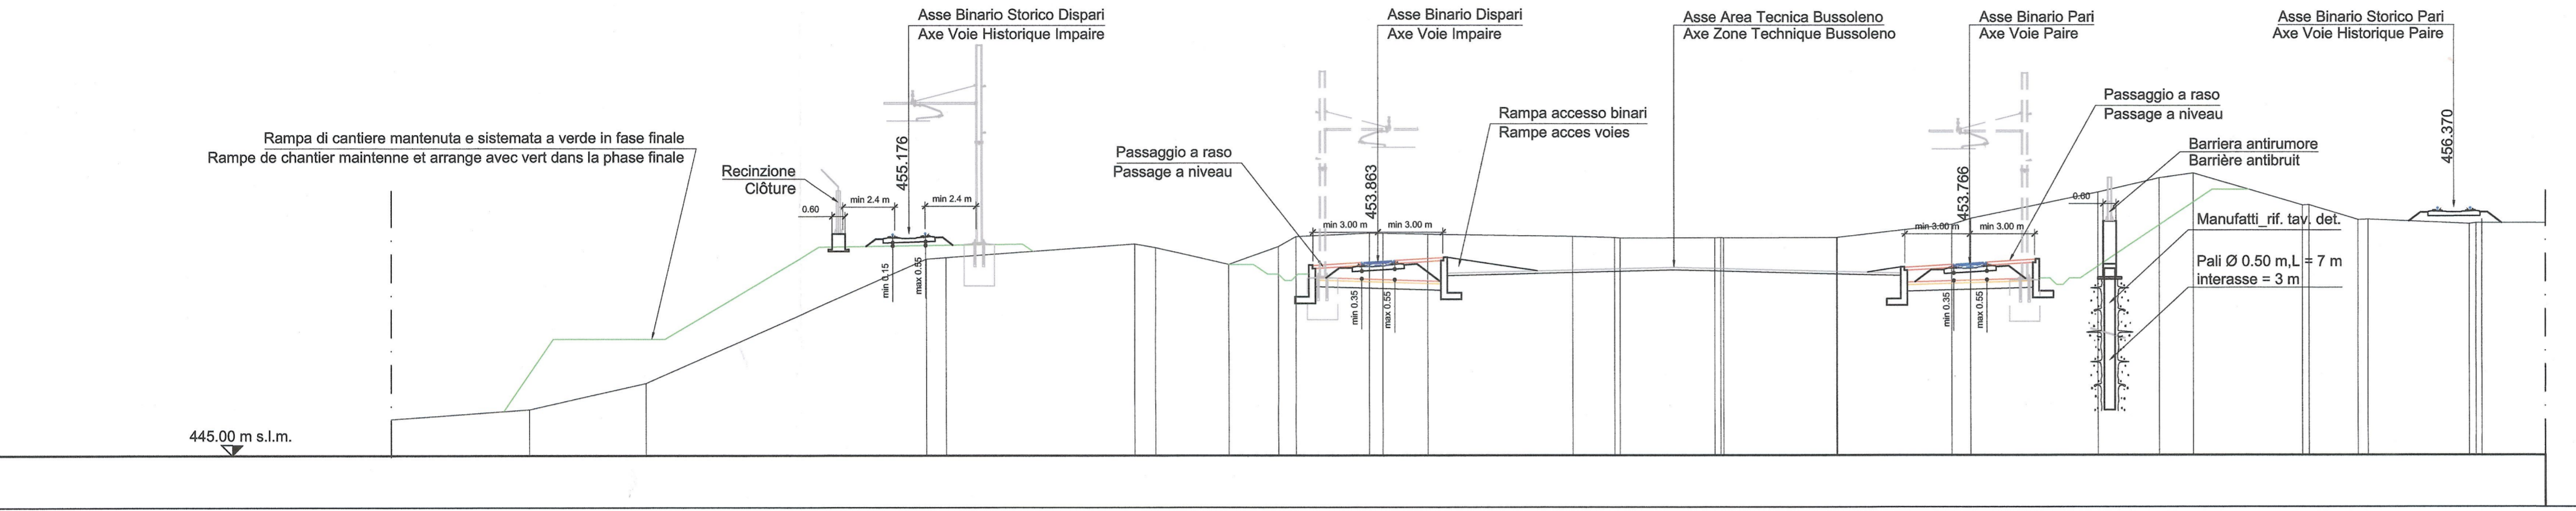 Asse Binario Storico Dispari
Axe Voie Historique Impaire
Asse Binario Dispari
Axe Voie Impaire
Asse Area Tecnica Bussoleno
Axe Zone Technique Bussoleno
Asse Binario Pari
Axe Voie Paire
Asse Binario Storico Pari
Axe Voie Historique Paire
Rampa di cantiere mantenuta e sistemata a verde in fase finale
Rampe de chantier maintenne et arrange avec vert dans la phase finale
Recinzione
Clôture
0.60
min 2.4 m
455.176
min 2.4 m
min 0.15
max 0.55
Passaggio a raso
Passage a niveau
453.863
min 3.00 m
min 3.00 m
min 0.35
max 0.55
Rampa accesso binari
Rampe acces voies
453.766
min 3.00 m
min 3.00 m
min 0.35
max 0.55
Passaggio a raso
Passage a niveau
Barriera antirumore
Barrière antibruit
0.60
Manufatti_rif. tav. det.
Pali Ø 0.50 m,L = 7 m
interasse = 3 m
456.370
445.00 m s.l.m.